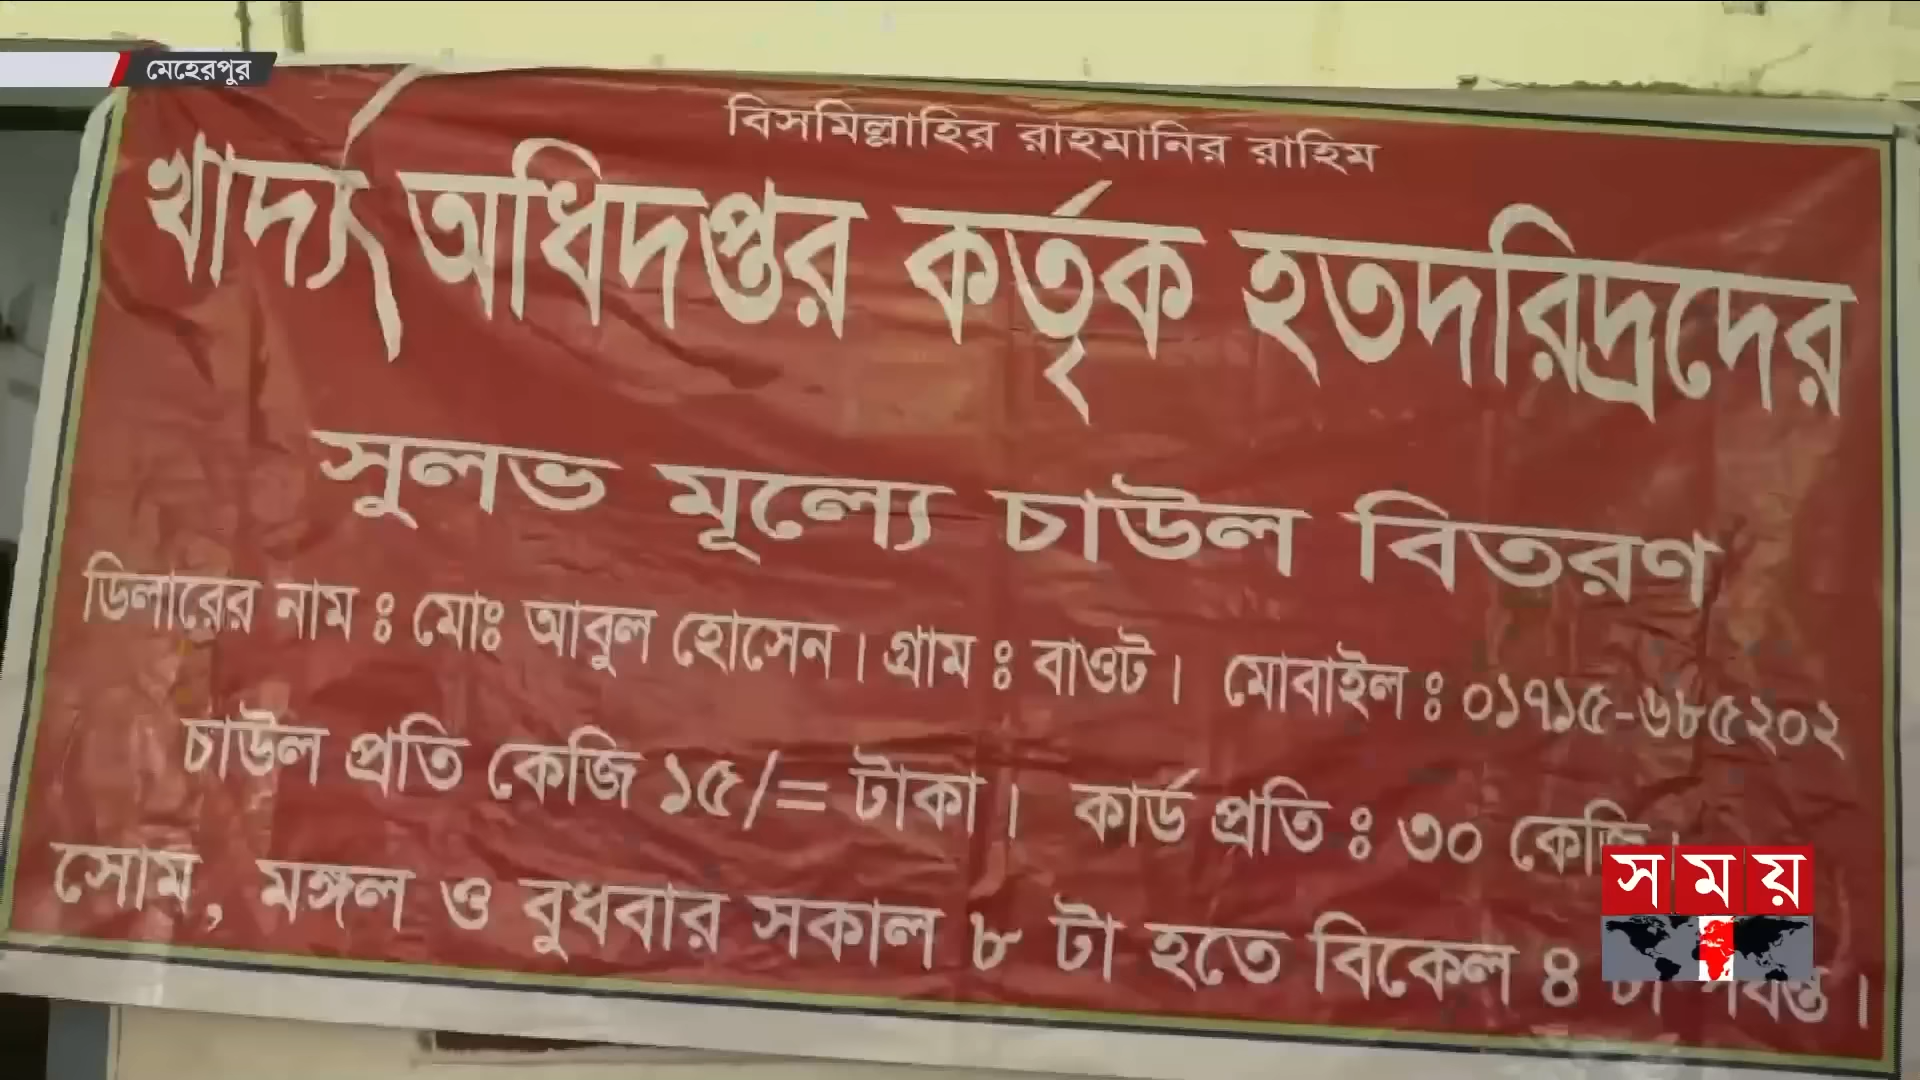 মেহেরপুর
বিসমিল্লাহির রাহমানির রাহিম
খাদ্য অধিদপ্তর কর্তৃক হতদরিদ্রদের
সুলভ মূল্যে চাউল বিতরণ
ডিলারের নাম ঃ মোঃ আবুল হোসেন। গ্রাম ঃ বাওট। মোবাইল ঃ ০১৭১৫-৬৮৫২০২
চাউল প্রতি কেজি ১৫/= টাকা। কার্ড প্রতি ঃ ৩০ কেজি।
সোম, মঙ্গল ও বুধবার সকাল ৮ টা হতে বিকেল ৪ টা পর্যন্ত।
সময়